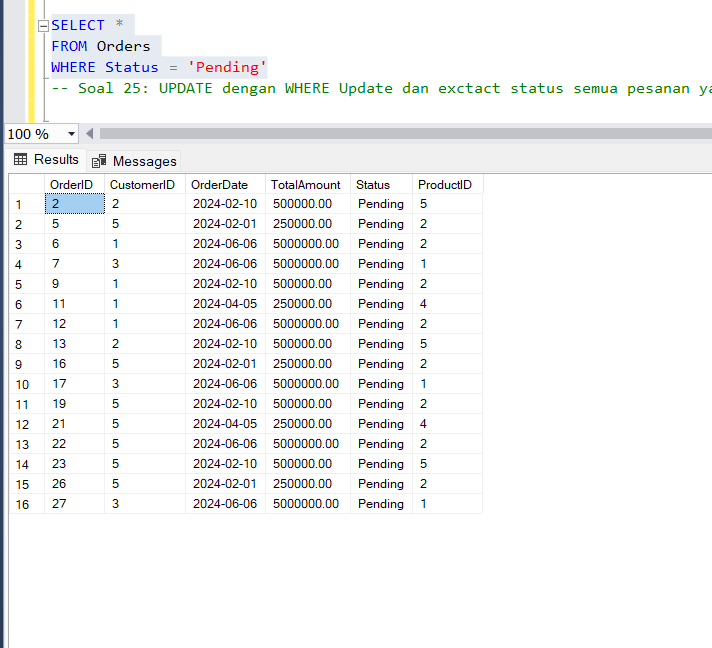 SELECT *
FROM Orders
WHERE Status = 'Pending'
-- Soal 25: UPDATE dengan WHERE Update dan exctact status semua pesanan ya
100 %
Results Messages
OrderID CustomerID OrderDate TotalAmount Status ProductID
1 2 2 2024-02-10 500000.00 Pending 5
2 5 5 2024-02-01 250000.00 Pending 2
3 6 1 2024-06-06 5000000.00 Pending 2
4 7 3 2024-06-06 5000000.00 Pending 1
5 9 1 2024-02-10 500000.00 Pending 2
6 11 1 2024-04-05 250000.00 Pending 4
7 12 1 2024-06-06 5000000.00 Pending 2
8 13 2 2024-02-10 500000.00 Pending 5
9 16 5 2024-02-01 250000.00 Pending 2
10 17 3 2024-06-06 5000000.00 Pending 1
11 19 5 2024-02-10 500000.00 Pending 2
12 21 5 2024-04-05 250000.00 Pending 4
13 22 5 2024-06-06 5000000.00 Pending 2
14 23 5 2024-02-10 500000.00 Pending 5
15 26 5 2024-02-01 250000.00 Pending 2
16 27 3 2024-06-06 5000000.00 Pending 1